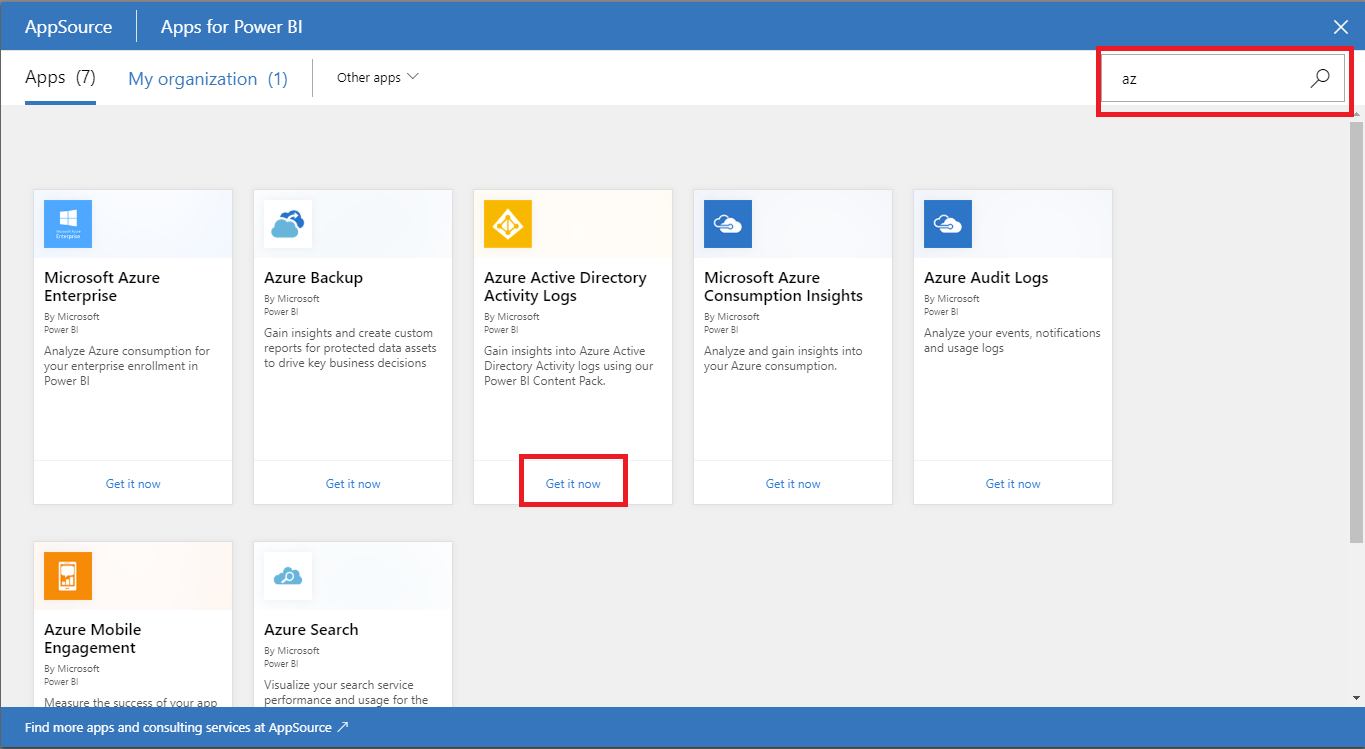 AppSource
Apps for Power BI
Apps (7)
My organization (1)
Other apps
az
Microsoft Azure
Enterprise
By Microsoft
Power BI
Analyze Azure consumption for
your enterprise enrollment in
Power BI
Get it now
Azure Backup
By Microsoft
Power BI
Gain insights and create custom
reports for protected data assets
to drive key business decisions
Get it now
Azure Active Directory
Activity Logs
By Microsoft
Power BI
Gain insights into Azure Active
Directory Activity logs using our
Power BI Content Pack.
Get it now
Microsoft Azure
Consumption Insights
By Microsoft
Power BI
Analyze and gain insights into
your Azure consumption.
Get it now
Azure Audit Logs
By Microsoft
Power BI
Analyze your events, notifications
and usage logs
Get it now
Azure Mobile
Engagement
By Microsoft
Power BI
Measure the success of your app
Azure Search
By Microsoft
Power BI
Visualize your search service
performance and usage for the
Find more apps and consulting services at AppSource